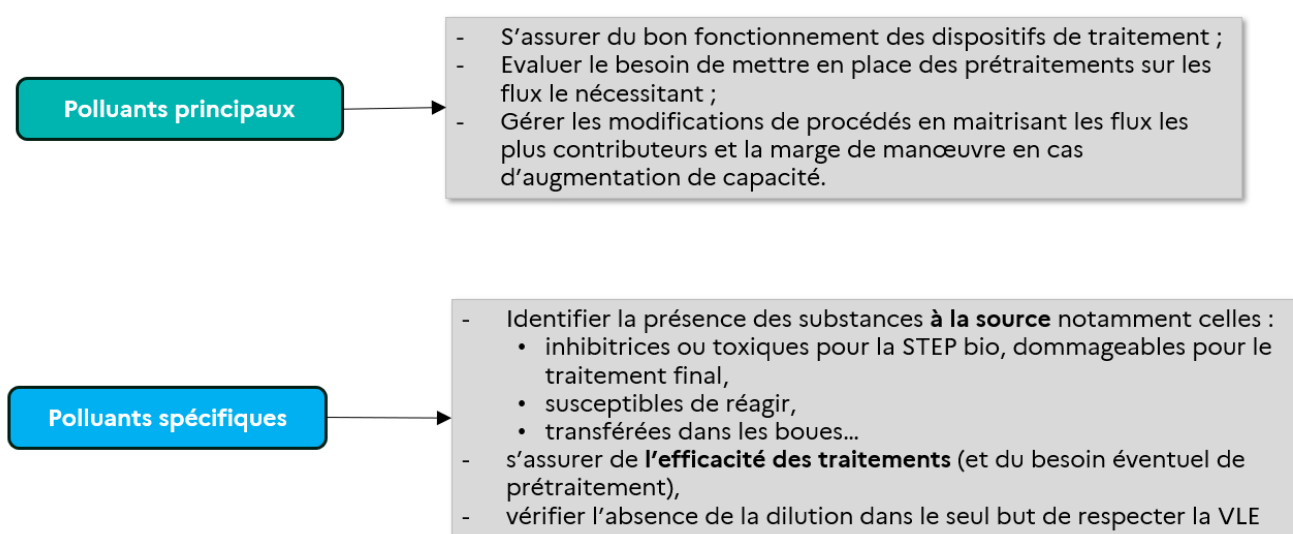 Polluants principaux
- S’assurer du bon fonctionnement des dispositifs de traitement ;
- Evaluer le besoin de mettre en place des prétraitements sur les
flux le nécessitant ;
- Gérer les modifications de procédés en maitrisant les flux les
plus contributeurs et la marge de manœuvre en cas
d’augmentation de capacité.
Polluants spécifiques
- Identifier la présence des substances à la source notamment celles :
• inhibitrices ou toxiques pour la STEP bio, dommageables pour le
traitement final,
• susceptibles de réagir,
• transférées dans les boues…
- s’assurer de l’efficacité des traitements (et du besoin éventuel de
prétraitement),
- vérifier l’absence de la dilution dans le seul but de respecter la VLE